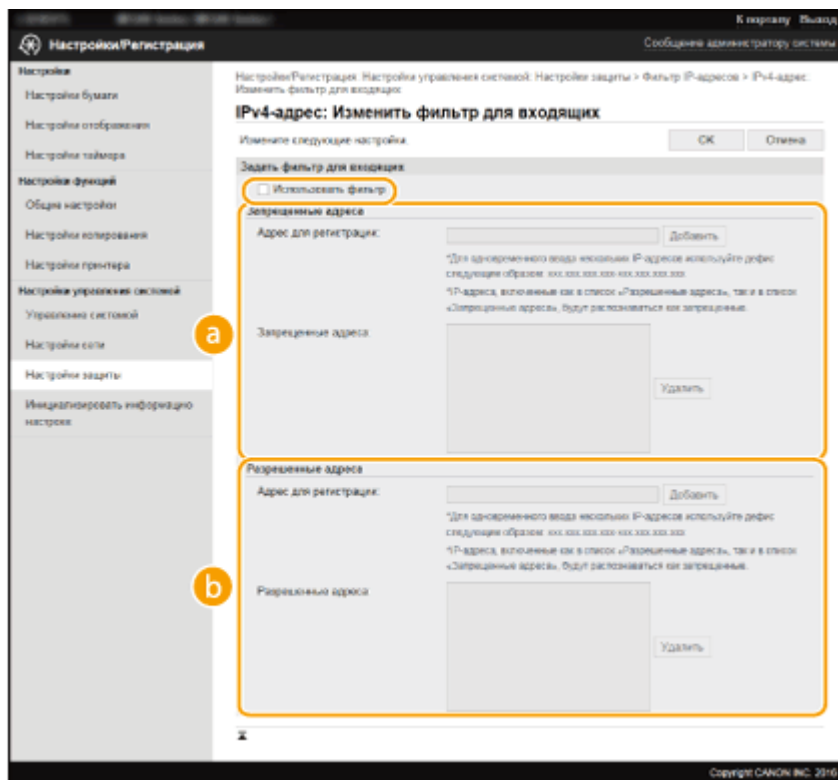 К порталу Выход
Настройки/Регистрация
Сообщение администратору системы
Настройки
Настройки бумаги
Настройки отображения
Настройки таймера
Настройки функций
Общие настройки
Настройки копирования
Настройки принтера
Настройки управления системой
Управление системой
Настройки сети
Настройки защиты
Инициализировать информацию
настроек
Настройки/Регистрация: Настройки управления системой: Настройки защиты > Фильтр IP-адресов > IPv4-адрес:
Изменить фильтр для входящих
IPv4-адрес: Изменить фильтр для входящих
Измените следующие настройки.
OK Отмена
Задать фильтр для входящих
Использовать фильтр
a
Запрещенные адреса
Адрес для регистрации:
Добавить
*Для одновременного ввода нескольких IP-адресов используйте дефис
следующим образом: xxx.xxx.xxx.xxx-xxx.xxx.xxx.xxx
*IP-адреса, включенные как в список «Разрешенные адреса», так и в список
«Запрещенные адреса», будут распознаваться как запрещенные.
Запрещенные адреса:
Удалить
b
Разрешенные адреса
Адрес для регистрации:
Добавить
*Для одновременного ввода нескольких IP-адресов используйте дефис
следующим образом: xxx.xxx.xxx.xxx-xxx.xxx.xxx.xxx
*IP-адреса, включенные как в список «Разрешенные адреса», так и в список
«Запрещенные адреса», будут распознаваться как запрещенные.
Разрешенные адреса:
Удалить
Copyright CANON INC.